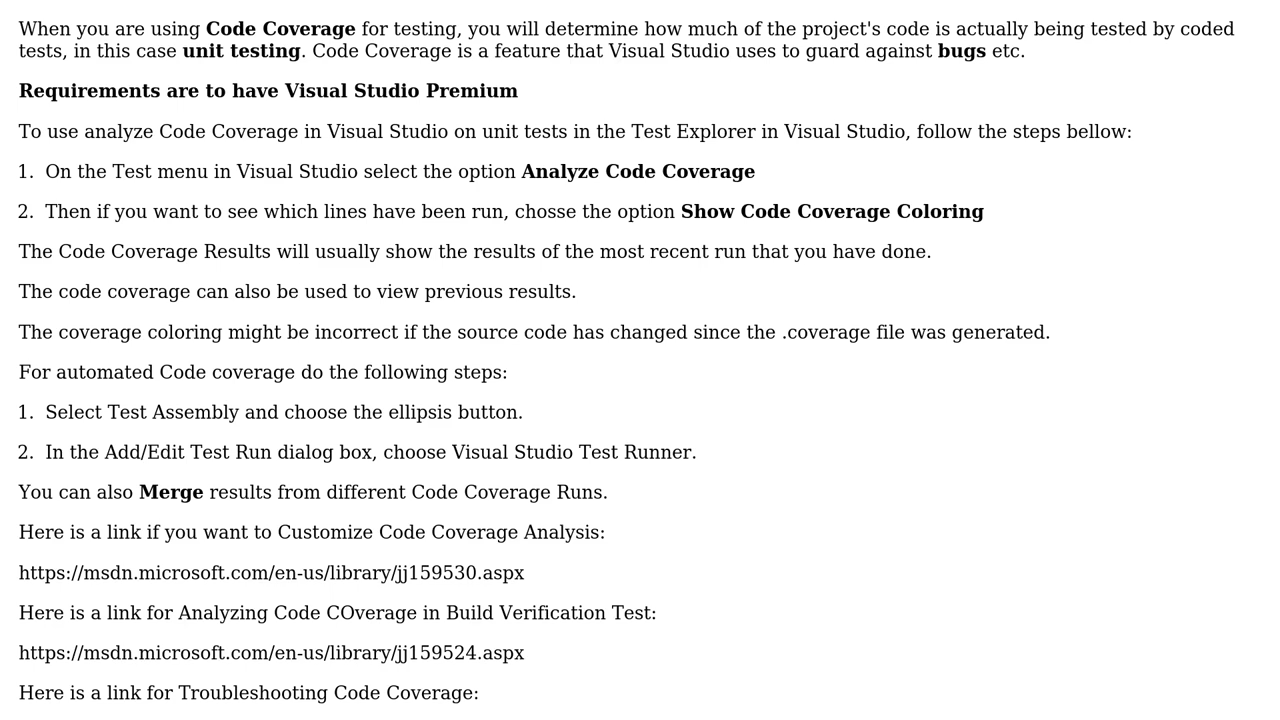 When you are using Code Coverage for testing, you will determine how much of the project's code is actually being tested by coded
tests, in this case unit testing. Code Coverage is a feature that Visual Studio uses to guard against bugs etc.
Requirements are to have Visual Studio Premium
To use analyze Code Coverage in Visual Studio on unit tests in the Test Explorer in Visual Studio, follow the steps bellow:
1. On the Test menu in Visual Studio select the option Analyze Code Coverage
2. Then if you want to see which lines have been run, chosse the option Show Code Coverage Coloring
The Code Coverage Results will usually show the results of the most recent run that you have done.
The code coverage can also be used to view previous results.
The coverage coloring might be incorrect if the source code has changed since the .coverage file was generated.
For automated Code coverage do the following steps:
1. Select Test Assembly and choose the ellipsis button.
2. In the Add/Edit Test Run dialog box, choose Visual Studio Test Runner.
You can also Merge results from different Code Coverage Runs.
Here is a link if you want to Customize Code Coverage Analysis:
https://msdn.microsoft.com/en-us/library/jj159530.aspx
Here is a link for Analyzing Code COverage in Build Verification Test:
https://msdn.microsoft.com/en-us/library/jj159524.aspx
Here is a link for Troubleshooting Code Coverage: